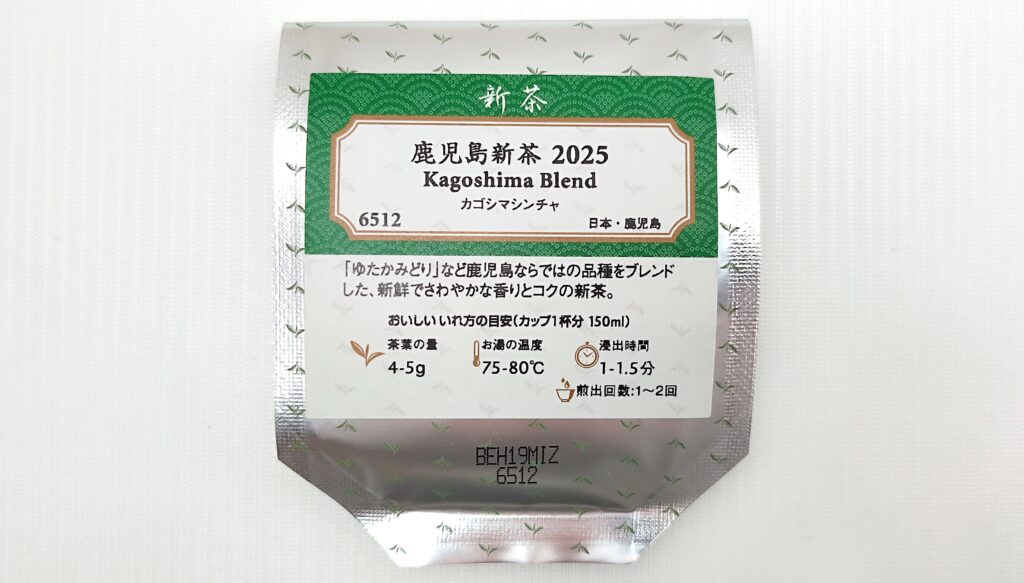 新茶
鹿児島新茶 2025
Kagoshima Blend
カゴシマシンチャ
6512
日本・鹿児島
「ゆたかみどり」など鹿児島ならではの品種をブレンド
した、新鮮でさわやかな香りとコクの新茶。
おいしいいれ方の目安(カップ1杯分 150ml)
茶葉の量
4-5g
お湯の温度
75-80℃
浸出時間
1-1.5分
煎出回数:1〜2回
BEH19MIZ
6512